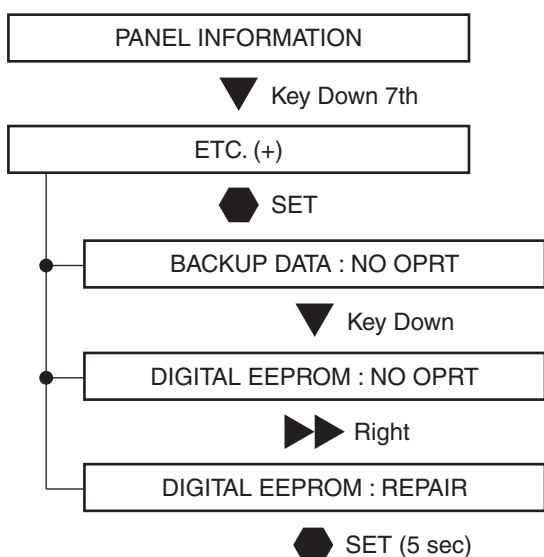 PANEL INFORMATION
Key Down 7th
ETC. (+)
SET
BACKUP DATA : NO OPRT
Key Down
DIGITAL EEPROM : NO OPRT
Right
DIGITAL EEPROM : REPAIR
SET (5 sec)